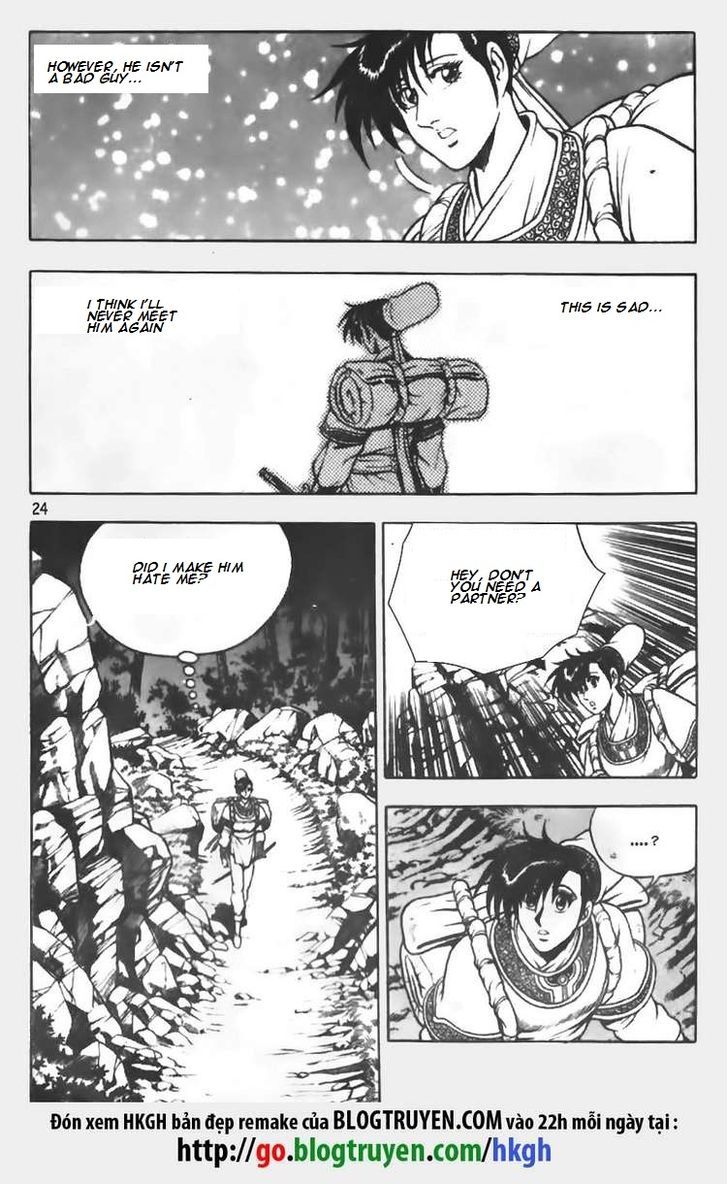 HOWEVER, HE ISN'T
A BAD GUY...
I THINK I'LL
NEVER MEET
HIM AGAIN
THIS IS SAD...
24
DID I MAKE HIM
HATE ME?
HEY, DON'T
YOU NEED A
PARTNER?
....?
Đón xem HKGH bản đẹp remake của BLOGTRUYEN.COM vào 22h mỗi ngày tại :
http://go.blogtruyen.com/hkgh